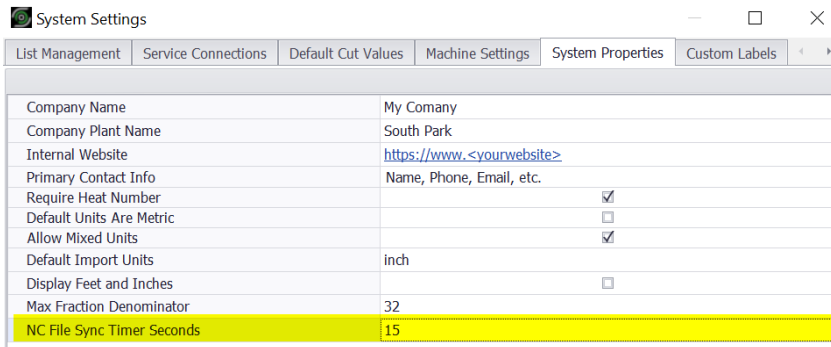 System Settings
List Management Service Connections Default Cut Values Machine Settings System Properties Custom Labels
Company Name My Comany
Company Plant Name South Park
Internal Website https://www.<yourwebsite>
Primary Contact Info Name, Phone, Email, etc.
Require Heat Number
Default Units Are Metric
Allow Mixed Units
Default Import Units inch
Display Feet and Inches
Max Fraction Denominator 32
NC File Sync Timer Seconds 15